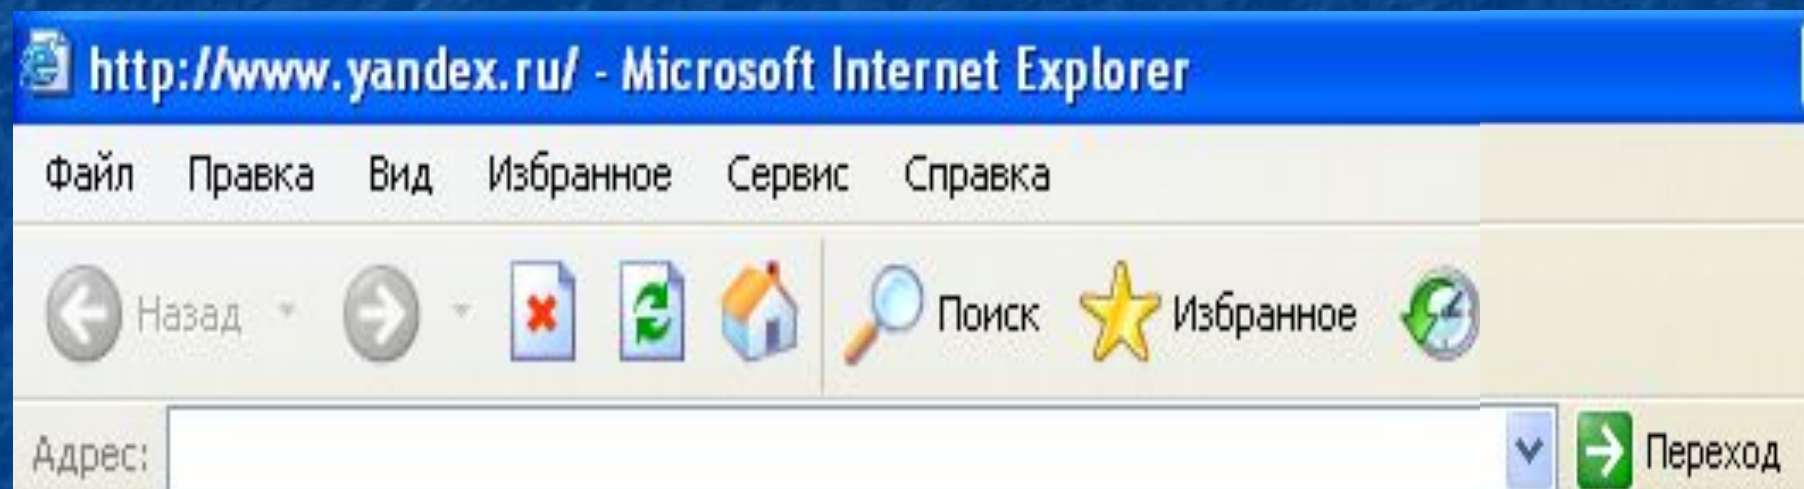 http://www.yandex.ru/ - Microsoft Internet Explorer
Файл Правка Вид Избранное Сервис Справка
Назад Поиск Избранное
Адрес: Переход